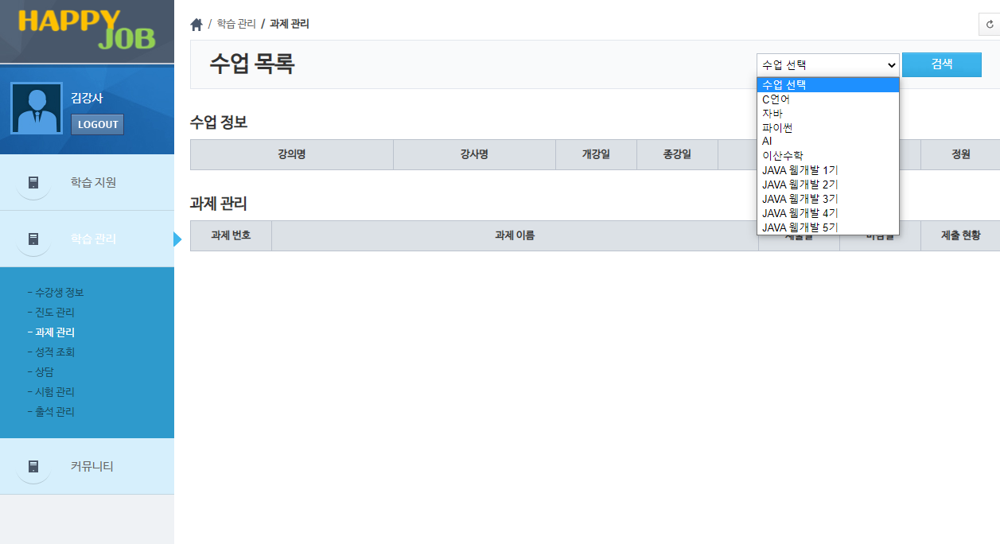 HAPPY
JOB
김강사
LOGOUT
학습 지원
학습 관리
- 수강생 정보
- 진도 관리
- 과제 관리
- 성적 조회
- 상담
- 시험 관리
- 출석 관리
커뮤니티
/ 학습 관리 / 과제 관리
수업 목록
수업 선택
검색
수업 선택
C언어
자바
파이썬
AI
이산수학
JAVA 웹개발 1기
JAVA 웹개발 2기
JAVA 웹개발 3기
JAVA 웹개발 4기
JAVA 웹개발 5기
수업 정보
강의명 강사명 개강일 종강일 정원
과제 관리
과제 번호 과제 이름 제출일 마감일 제출 현황